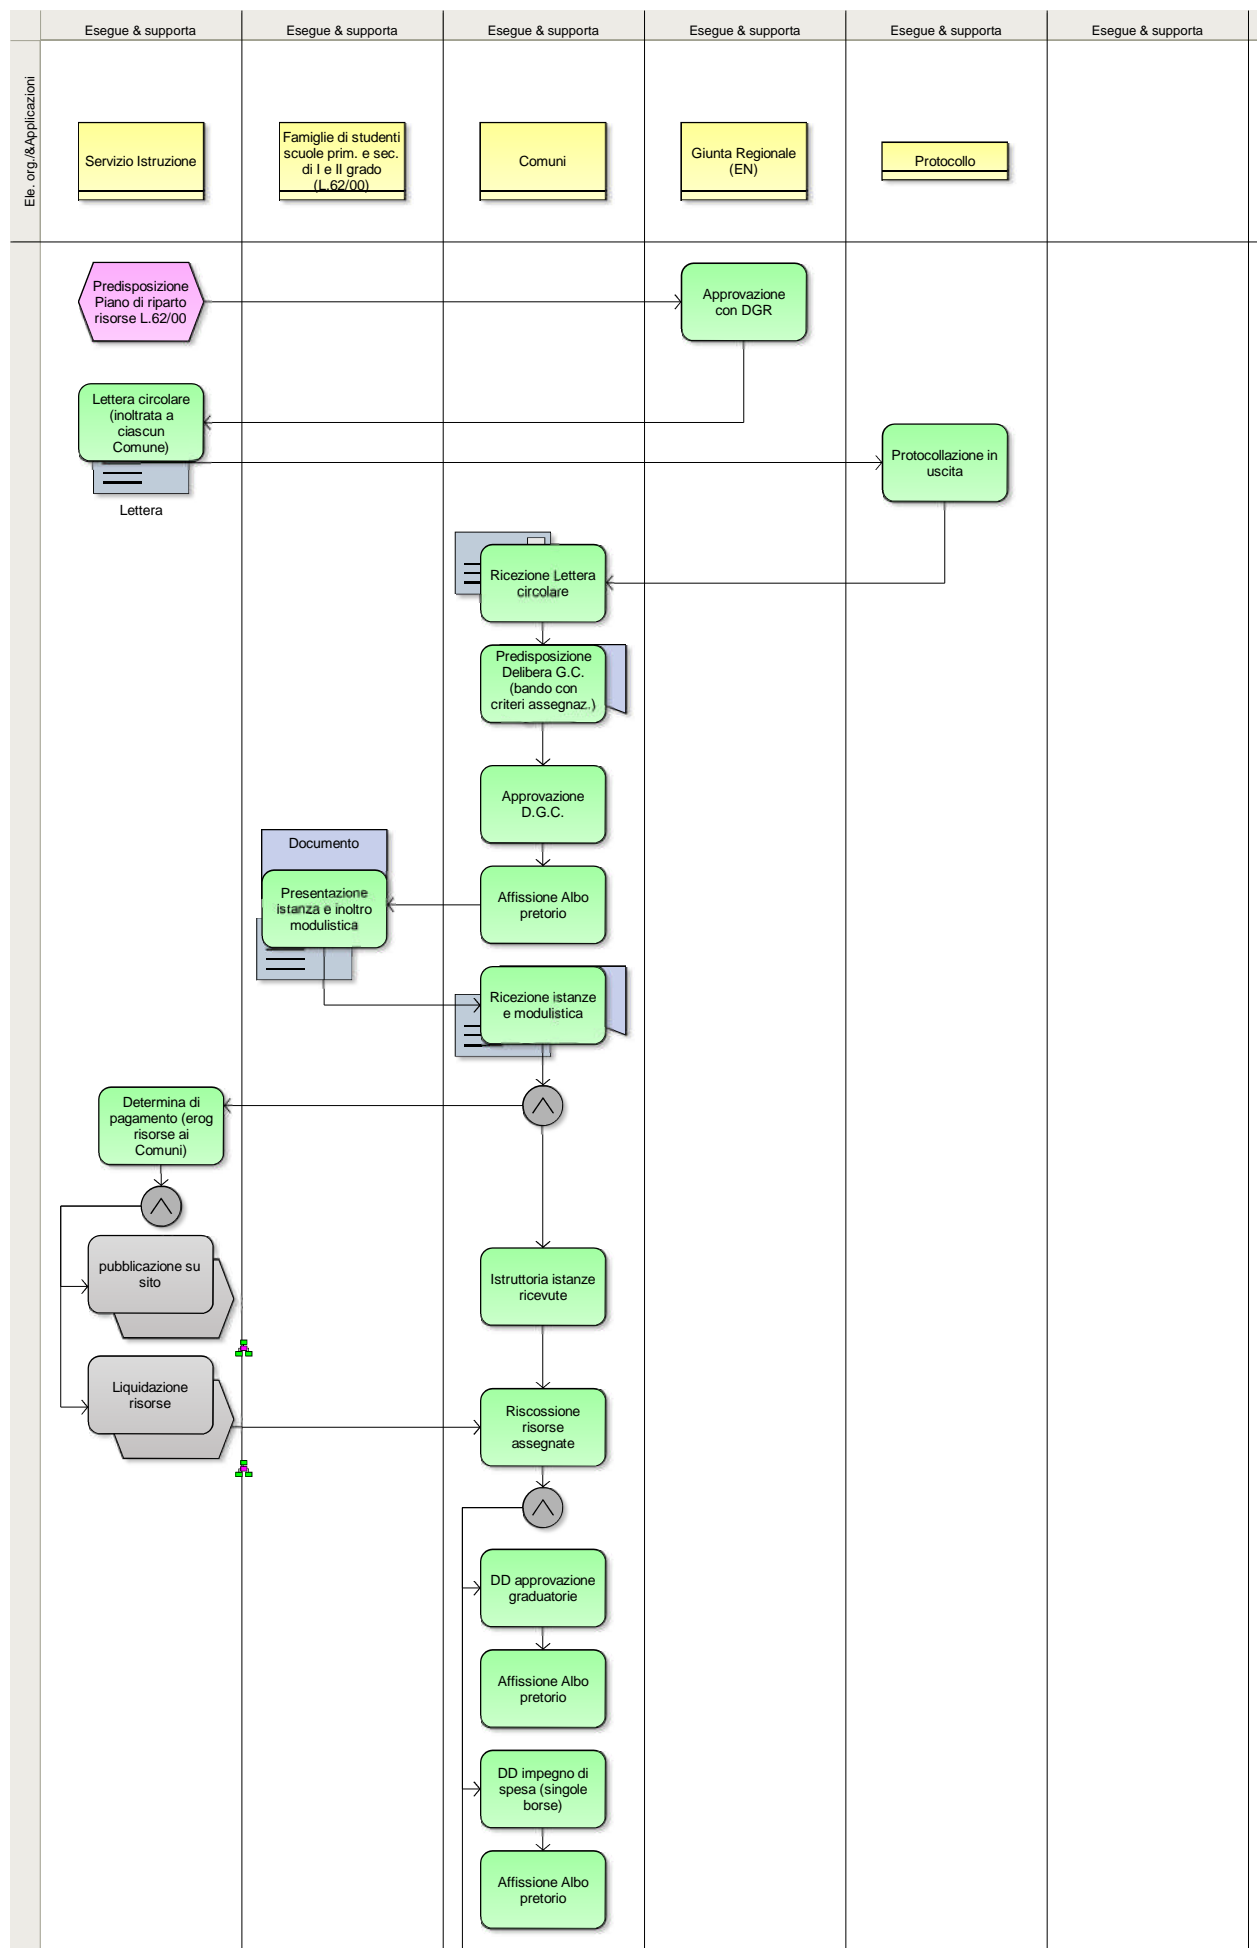 Esegue & supporta
Esegue & supporta
Esegue & supporta
Esegue & supporta
Esegue & supporta
Esegue & supporta
Ele. org./&Applicazioni
Servizio Istruzione
Famiglie di studenti
scuole prim. e sec.
di I e II grado
(L.62/00)
Comuni
Giunta Regionale
(EN)
Protocollo
Predisposizione
Piano di riparto
risorse L.62/00
Approvazione
con DGR
Lettera circolare
(inoltrata a
ciascun
Comune)
Lettera
Protocollazione in
uscita
Ricezione Lettera
circolare
Predisposizione
Delibera G.C.
(bando con
criteri assegnaz.)
Approvazione
D.G.C.
Documento
Presentazione
istanza e inoltro
modulistica
Affissione Albo
pretorio
Ricezione istanze
e modulistica
Determina di
pagamento (erog
risorse ai
Comuni)
pubblicazione su
sito
Istruttoria istanze
ricevute
Liquidazione
risorse
Riscossione
risorse
assegnate
DD approvazione
graduatorie
Affissione Albo
pretorio
DD impegno di
spesa (singole
borse)
Affissione Albo
pretorio